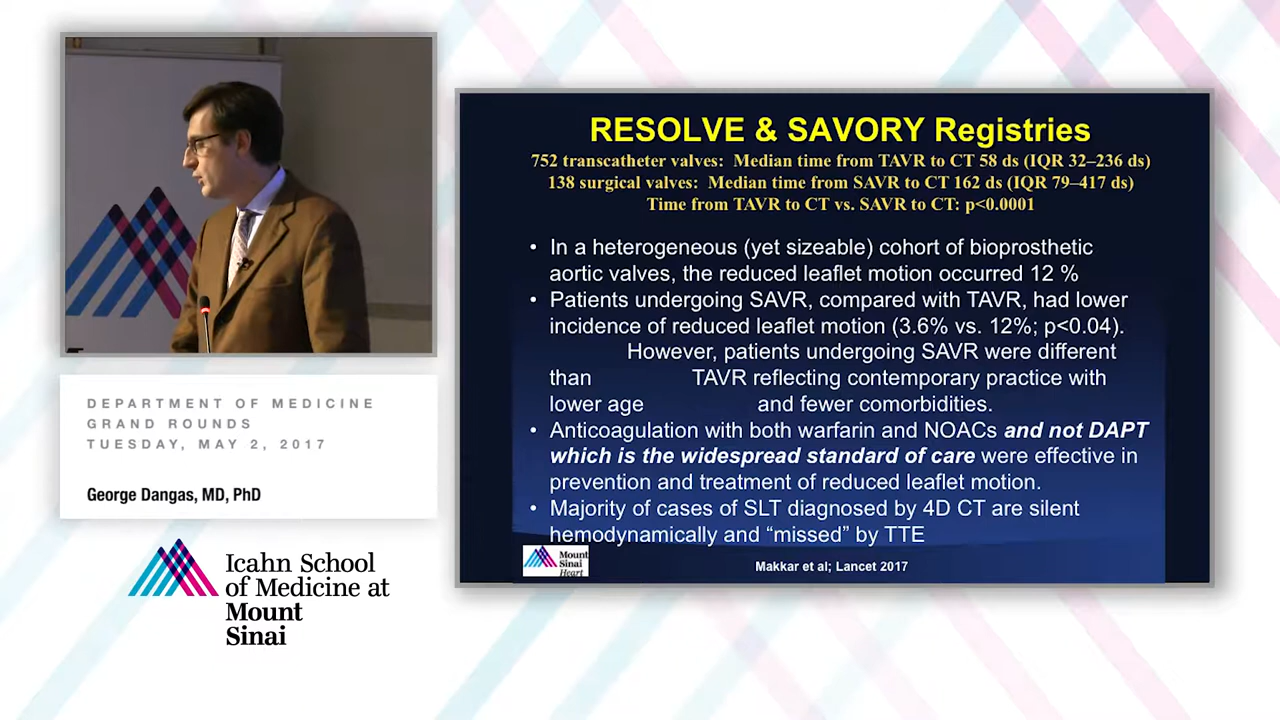 RESOLVE & SAVORY Registries
752 transcatheter valves: Median time from TAVR to CT 58 ds (IQR 32–236 ds)
138 surgical valves: Median time from SAVR to CT 162 ds (IQR 79–417 ds)
Time from TAVR to CT vs. SAVR to CT: p<0.0001
• In a heterogeneous (yet sizeable) cohort of bioprosthetic
aortic valves, the reduced leaflet motion occurred 12 %
• Patients undergoing SAVR, compared with TAVR, had lower
incidence of reduced leaflet motion (3.6% vs. 12%; p<0.04).
However, patients undergoing SAVR were different
than TAVR reflecting contemporary practice with
lower age and fewer comorbidities.
• Anticoagulation with both warfarin and NOACs and not DAPT
which is the widespread standard of care were effective in
prevention and treatment of reduced leaflet motion.
• Majority of cases of SLT diagnosed by 4D CT are silent
hemodynamically and “missed” by TTE
Mount
Sinai
Heart
Makkar et al; Lancet 2017
DEPARTMENT OF MEDICINE
GRAND ROUNDS
TUESDAY, MAY 2, 2017
George Dangas, MD, PhD
Icahn School
of Medicine at
Mount
Sinai